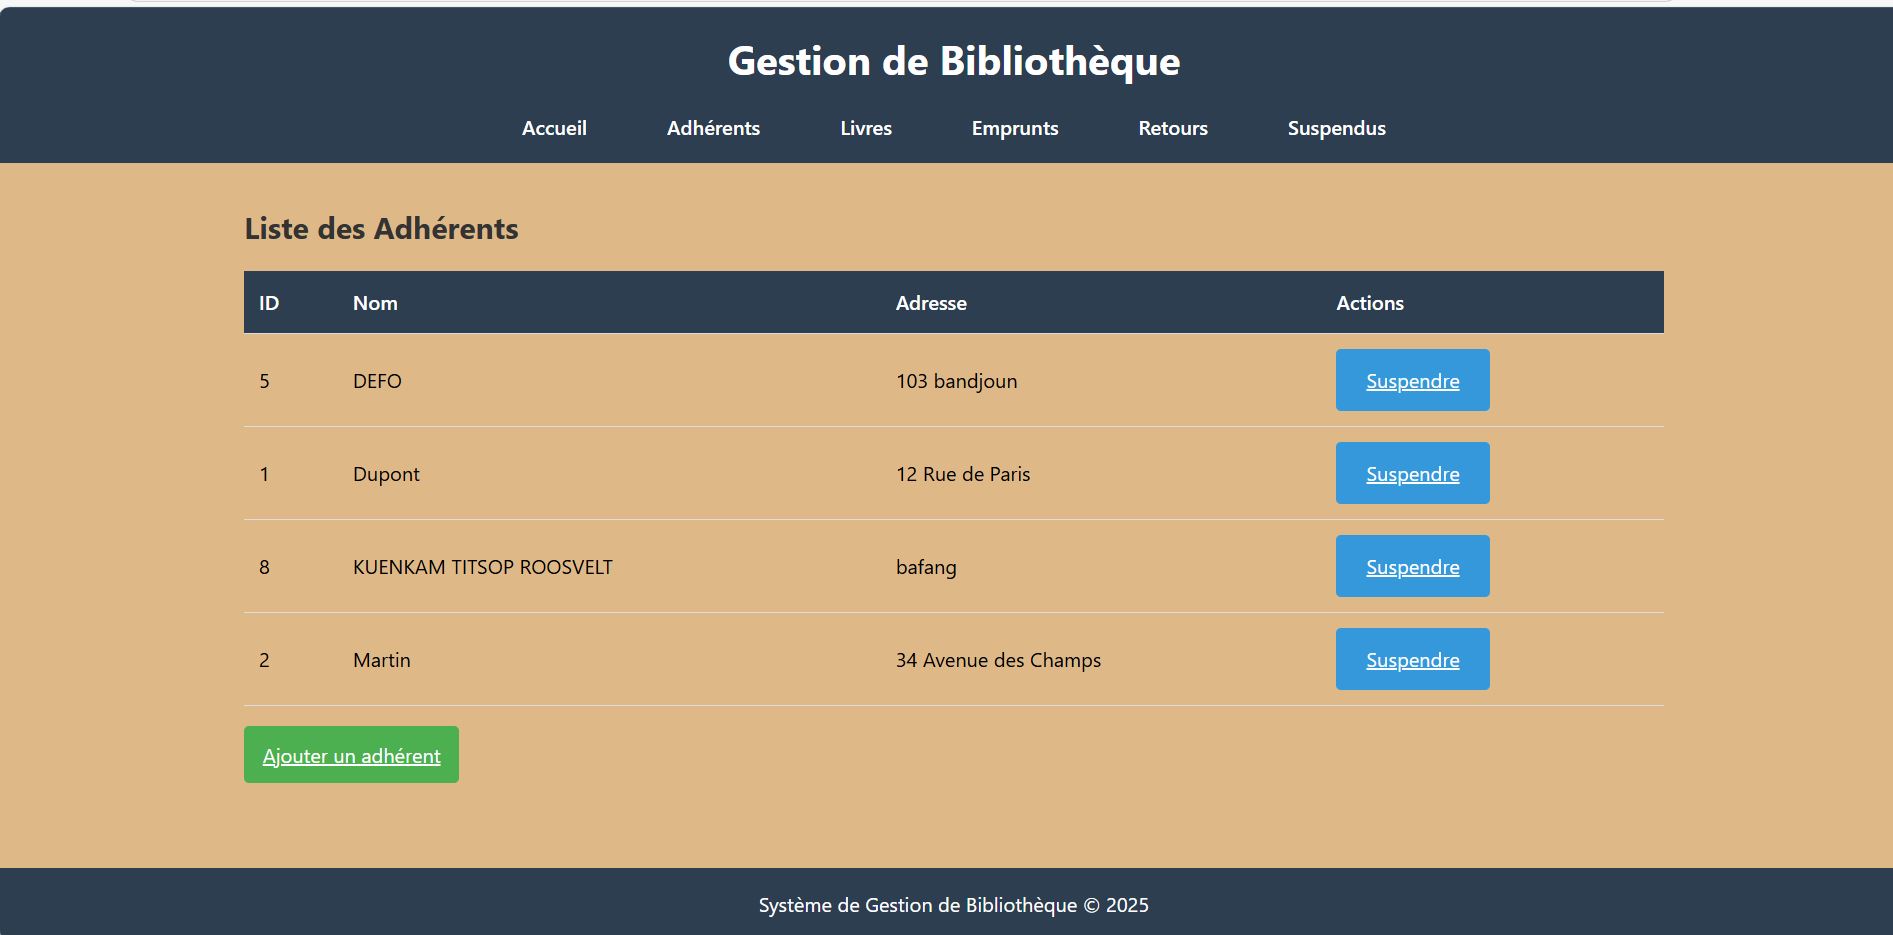 Gestion de Bibliothèque
Accueil Adhérents Livres Emprunts Retours Suspendus
Liste des Adhérents
ID Nom Adresse Actions
5 DEFO 103 bandjoun Suspendre
1 Dupont 12 Rue de Paris Suspendre
8 KUENKAM TITSOP ROOSVELT bafang Suspendre
2 Martin 34 Avenue des Champs Suspendre
Ajouter un adhérent
Système de Gestion de Bibliothèque © 2025